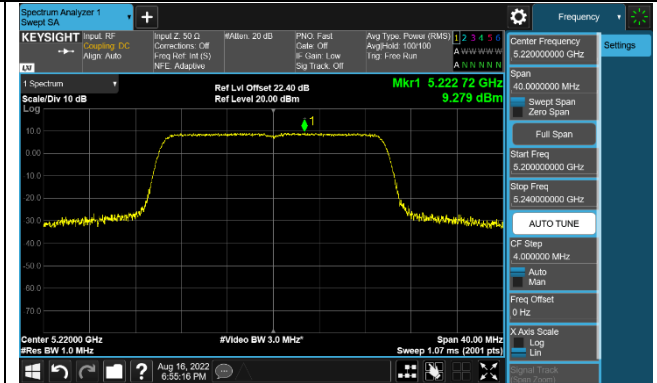 Spectrum Analyzer 1
Swept SA
Frequency
KEYSIGHT Input: RF
Coupling: DC
Align: Auto
LXI
Input Z: 50 Ω
Corrections: Off
Freq Ref: Int (S)
NFE: Adaptive
#Atten: 20 dB
PNO: Fast
Gate: Off
IF Gain: Low
Sig Track: Off
Avg Type: Power (RMS)
Avg|Hold: 100/100
Trig: Free Run
1 2 3 4 5 6
A W W W W W
A N N N N N
1 Spectrum
Scale/Div 10 dB
Log
Ref Lvl Offset 22.40 dB
Ref Level 20.00 dBm
Mkr1 5.222 72 GHz
9.279 dBm
1
10.0
0.00
-10.0
-20.0
-30.0
-40.0
-50.0
-60.0
-70.0
Center 5.22000 GHz
#Res BW 1.0 MHz
#Video BW 3.0 MHz*
Span 40.00 MHz
Sweep 1.07 ms (2001 pts)
Center Frequency
5.220000000 GHz
Settings
Span
40.0000000 MHz
Swept Span
Zero Span
Full Span
Start Freq
5.200000000 GHz
Stop Freq
5.240000000 GHz
AUTO TUNE
CF Step
4.000000 MHz
Auto
Man
Freq Offset
0 Hz
X Axis Scale
Log
Lin
Signal Track
(Span Zoom)
?
Aug 16, 2022
6:55:16 PM